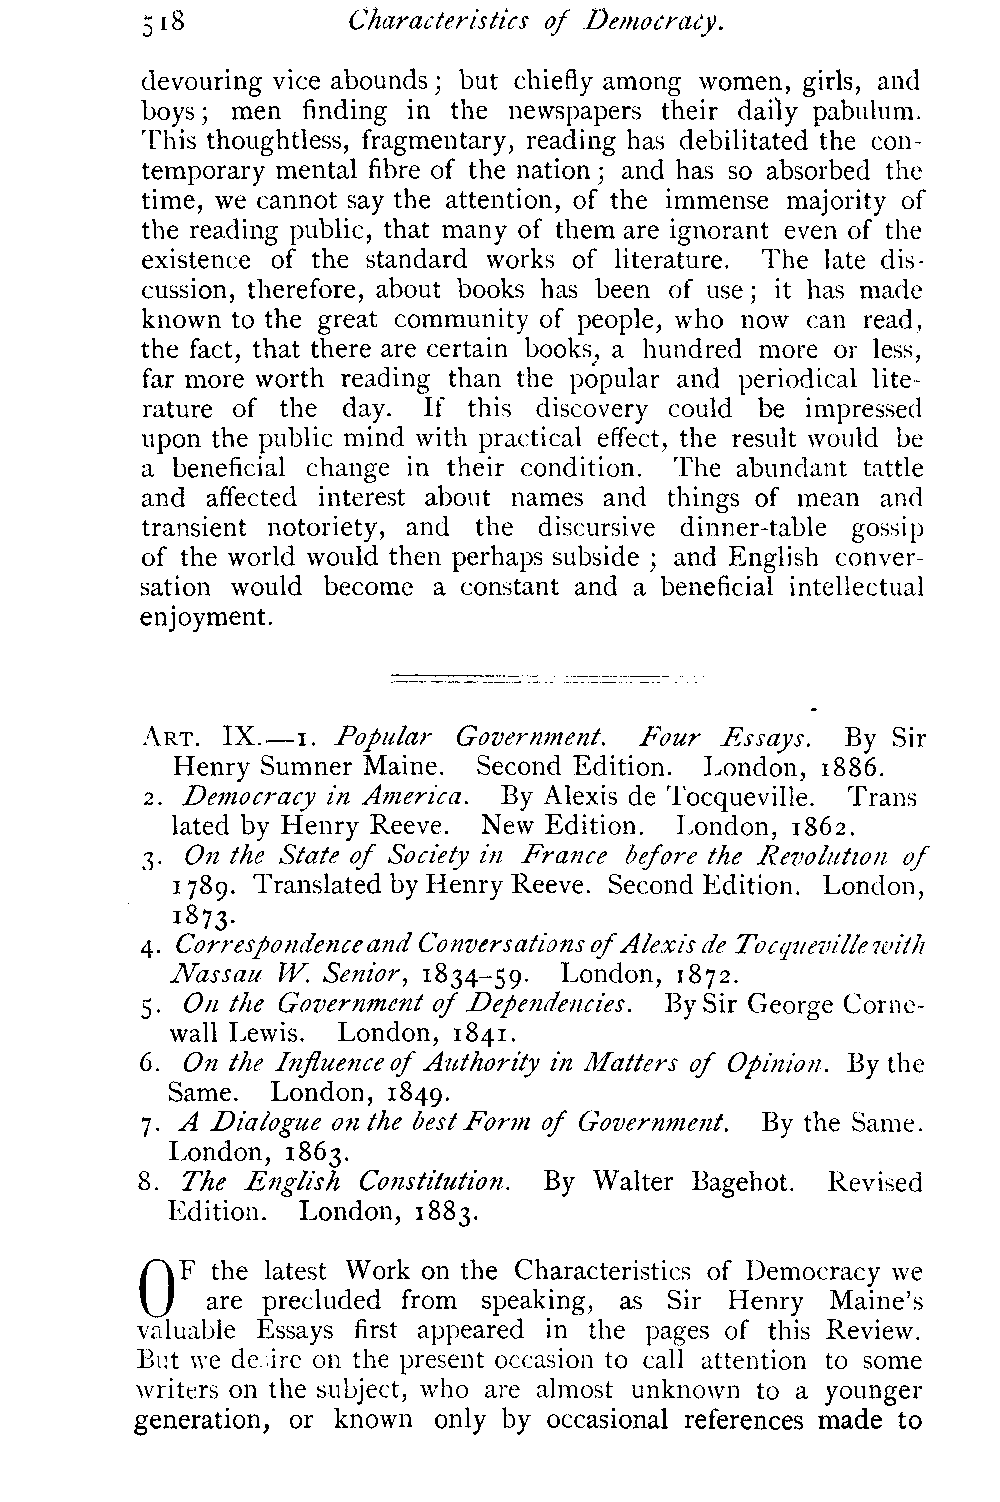 518 Characteristics of Democracy.
devouring vice abounds; but chiefly among women, girls, and
boys; men finding in the newspapers their daily pabulum.
This thoughtless, fragmentary, reading has debilitated the con-
temporary mental fibre of the nation; and has so absorbed the
time, we cannot say the attention, of the immense majority of
the reading public, that many of them are ignorant even of the
existence of the standard works of literature. The late dis-
cussion, therefore, about books has been of use; it has made
known to the great community of people, who now can read,
the fact, that there are certain books, a hundred more or less,
far more worth reading than the popular and periodical lite-
rature of the day. If this discovery could be impressed
upon the public mind with practical effect, the result would be
a beneficial change in their condition. The abundant tattle
and affected interest about names and things of mean and
transient notoriety, and the discursive dinner-table gossip
of the world would then perhaps subside; and English conver-
sation would become a constant and a beneficial intellectual
enjoyment.
ART. IX.—1. Popular Government. Four Essays. By Sir
Henry Sumner Maine. Second Edition. London, 1886.
2. Democracy in America. By Alexis de Tocqueville. Trans
lated by Henry Reeve. New Edition. London, 1862.
3. On the State of Society in France before the Revolution of
1789. Translated by Henry Reeve. Second Edition. London,
1873.
4. Correspondence and Conversations of Alexis de Tocqueville with
Nassau W. Senior, 1834–59. London, 1872.
5. On the Government of Dependencies. By Sir George Corne-
wall Lewis. London, 1841.
6. On the Influence of Authority in Matters of Opinion. By the
Same. London, 1849.
7. A Dialogue on the best Form of Government. By the Same.
London, 1863.
8. The English Constitution. By Walter Bagehot. Revised
Edition. London, 1883.
OF the latest Work on the Characteristics of Democracy we
are precluded from speaking, as Sir Henry Maine's
valuable Essays first appeared in the pages of this Review.
But we desire on the present occasion to call attention to some
writers on the subject, who are almost unknown to a younger
generation, or known only by occasional references made to